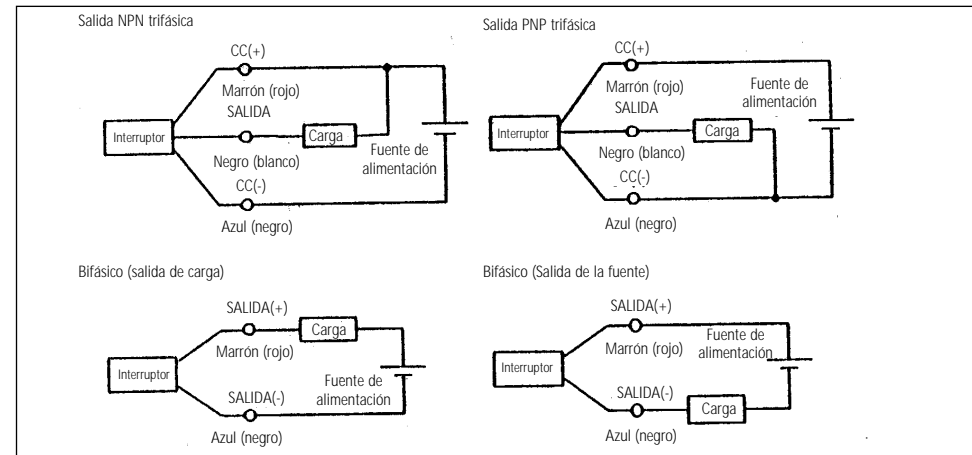 Salida NPN trifásica
CC(+)
Marrón (rojo)
SALIDA
Interruptor
Carga
Negro (blanco)
Fuente de
alimentación
CC(-)
Azul (negro)
Salida PNP trifásica
CC(+)
Marrón (rojo)
Fuente de
alimentación
SALIDA
Interruptor
Carga
Negro (blanco)
CC(-)
Azul (negro)
Bifásico (salida de carga)
SALIDA(+)
Carga
Marrón (rojo)
Interruptor
Fuente de
alimentación
SALIDA(-)
Azul (negro)
Bifásico (Salida de la fuente)
SALIDA(+)
Marrón (rojo)
Fuente de
alimentación
Interruptor
SALIDA(-)
Carga
Azul (negro)